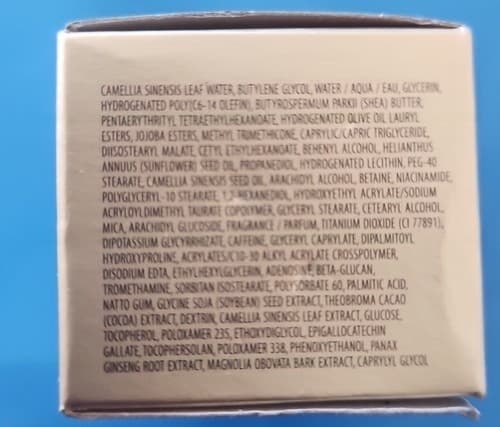 CAMELLIA SINENSIS LEAF WATER, BUTYLENE GLYCOL, WATER / AQUA / EAU, GLYCERIN,
HYDROGENATED POLY(C6-14 OLEFIN), BUTYROSPERMUM PARKII (SHEA) BUTTER,
PENTAERYTHRITYL TETRAETHYLHEXANOATE, HYDROGENATED OLIVE OIL LAURYL
ESTERS, JOJOBA ESTERS, METHYL TRIMETHICONE, CAPRYLIC/CAPRIC TRIGLYCERIDE,
DIISOSTEARYL MALATE, CETYL ETHYLHEXANOATE, BEHENYL ALCOHOL, HELIANTHUS
ANNUUS (SUNFLOWER) SEED OIL, PROPANEDIOL, HYDROGENATED LECITHIN, PEG-40
STEARATE, CAMELLIA SINENSIS SEED OIL, ARACHIDYL ALCOHOL, BETAINE, NIACINAMIDE,
POLYGLYCERYL-10 STEARATE, 1,2-HEXANEDIOL, HYDROXYETHYL ACRYLATE/SODIUM
ACRYLOYLDIMETHYL TAURATE COPOLYMER, GLYCERYL STEARATE, CETEARYL ALCOHOL,
MICA, ARACHIDYL GLUCOSIDE, FRAGRANCE / PARFUM, TITANIUM DIOXIDE (CI 77891),
DIPOTASSIUM GLYCYRRHIZATE, CAFFEINE, GLYCERYL CAPRYLATE, DIPALMITOYL
HYDROXYPROLINE, ACRYLATES/C10-30 ALKYL ACRYLATE CROSSPOLYMER,
DISODIUM EDTA, ETHYLHEXYLGLYCERIN, ADENOSINE, BETA-GLUCAN,
TROMETHAMINE, SORBITAN ISOSTEARATE, POLYSORBATE 60, PALMITIC ACID,
NATTO GUM, GLYCINE SOJA (SOYBEAN) SEED EXTRACT, THEOBROMA CACAO
(COCOA) EXTRACT, DEXTRIN, CAMELLIA SINENSIS LEAF EXTRACT, GLUCOSE,
TOCOPHEROL, POLOXAMER 235, ETHOXYDIGLYCOL, EPIGALLOCATECHIN
GALLATE, TOCOPHERSOLAN, POLOXAMER 338, PHENOXYETHANOL, PANAX
GINSENG ROOT EXTRACT, MAGNOLIA OBOVATA BARK EXTRACT, CAPRYLYL GLYCOL